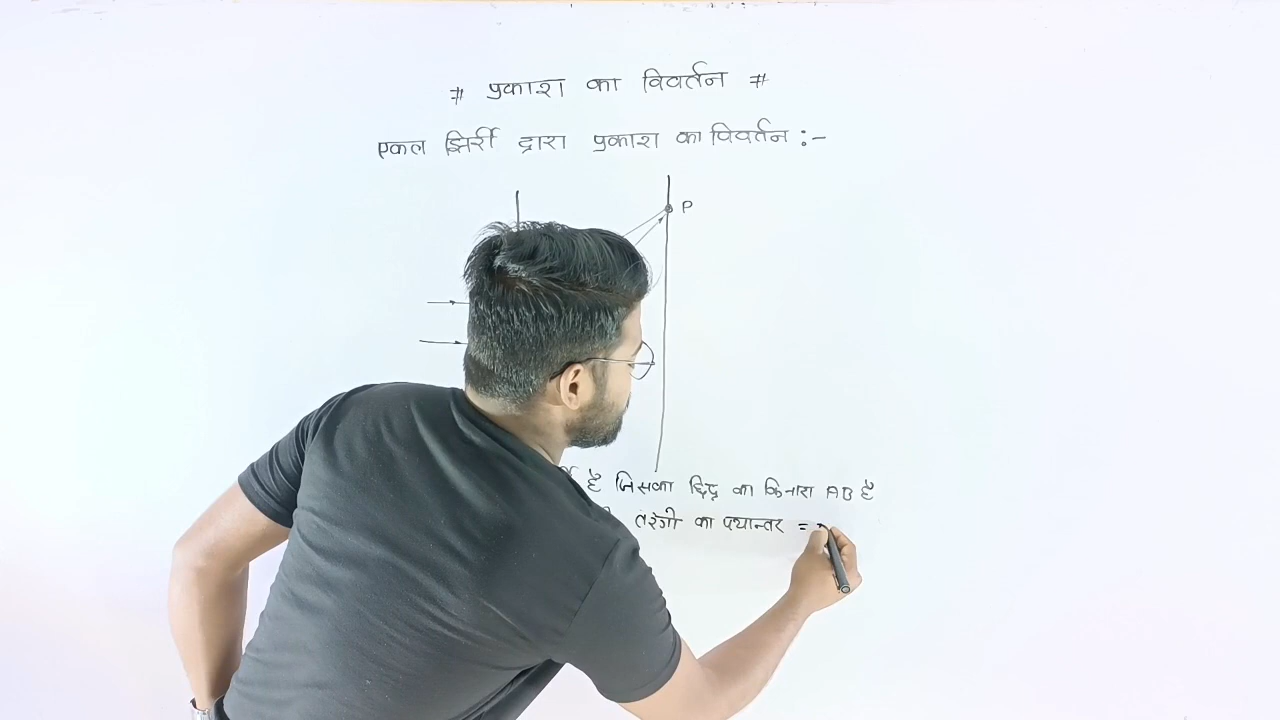 # प्रकाश का विवर्तन #
एकल झिर्री द्वारा प्रकाश का विवर्तन :-
P
है जिसका छिद्र का किनारा AB है
तरंगो का पथान्तर =